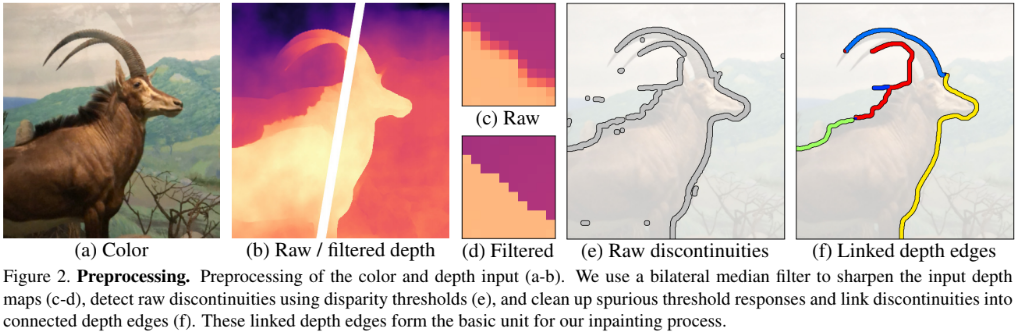 (c) Raw
(a) Color
(b) Raw / filtered depth
(d) Filtered
(e) Raw discontinuities
(f) Linked depth edges
Figure 2. Preprocessing. Preprocessing of the color and depth input (a-b). We use a bilateral median filter to sharpen the input depth
maps (c-d), detect raw discontinuities using disparity thresholds (e), and clean up spurious threshold responses and link discontinuities into
connected depth edges (f). These linked depth edges form the basic unit for our inpainting process.